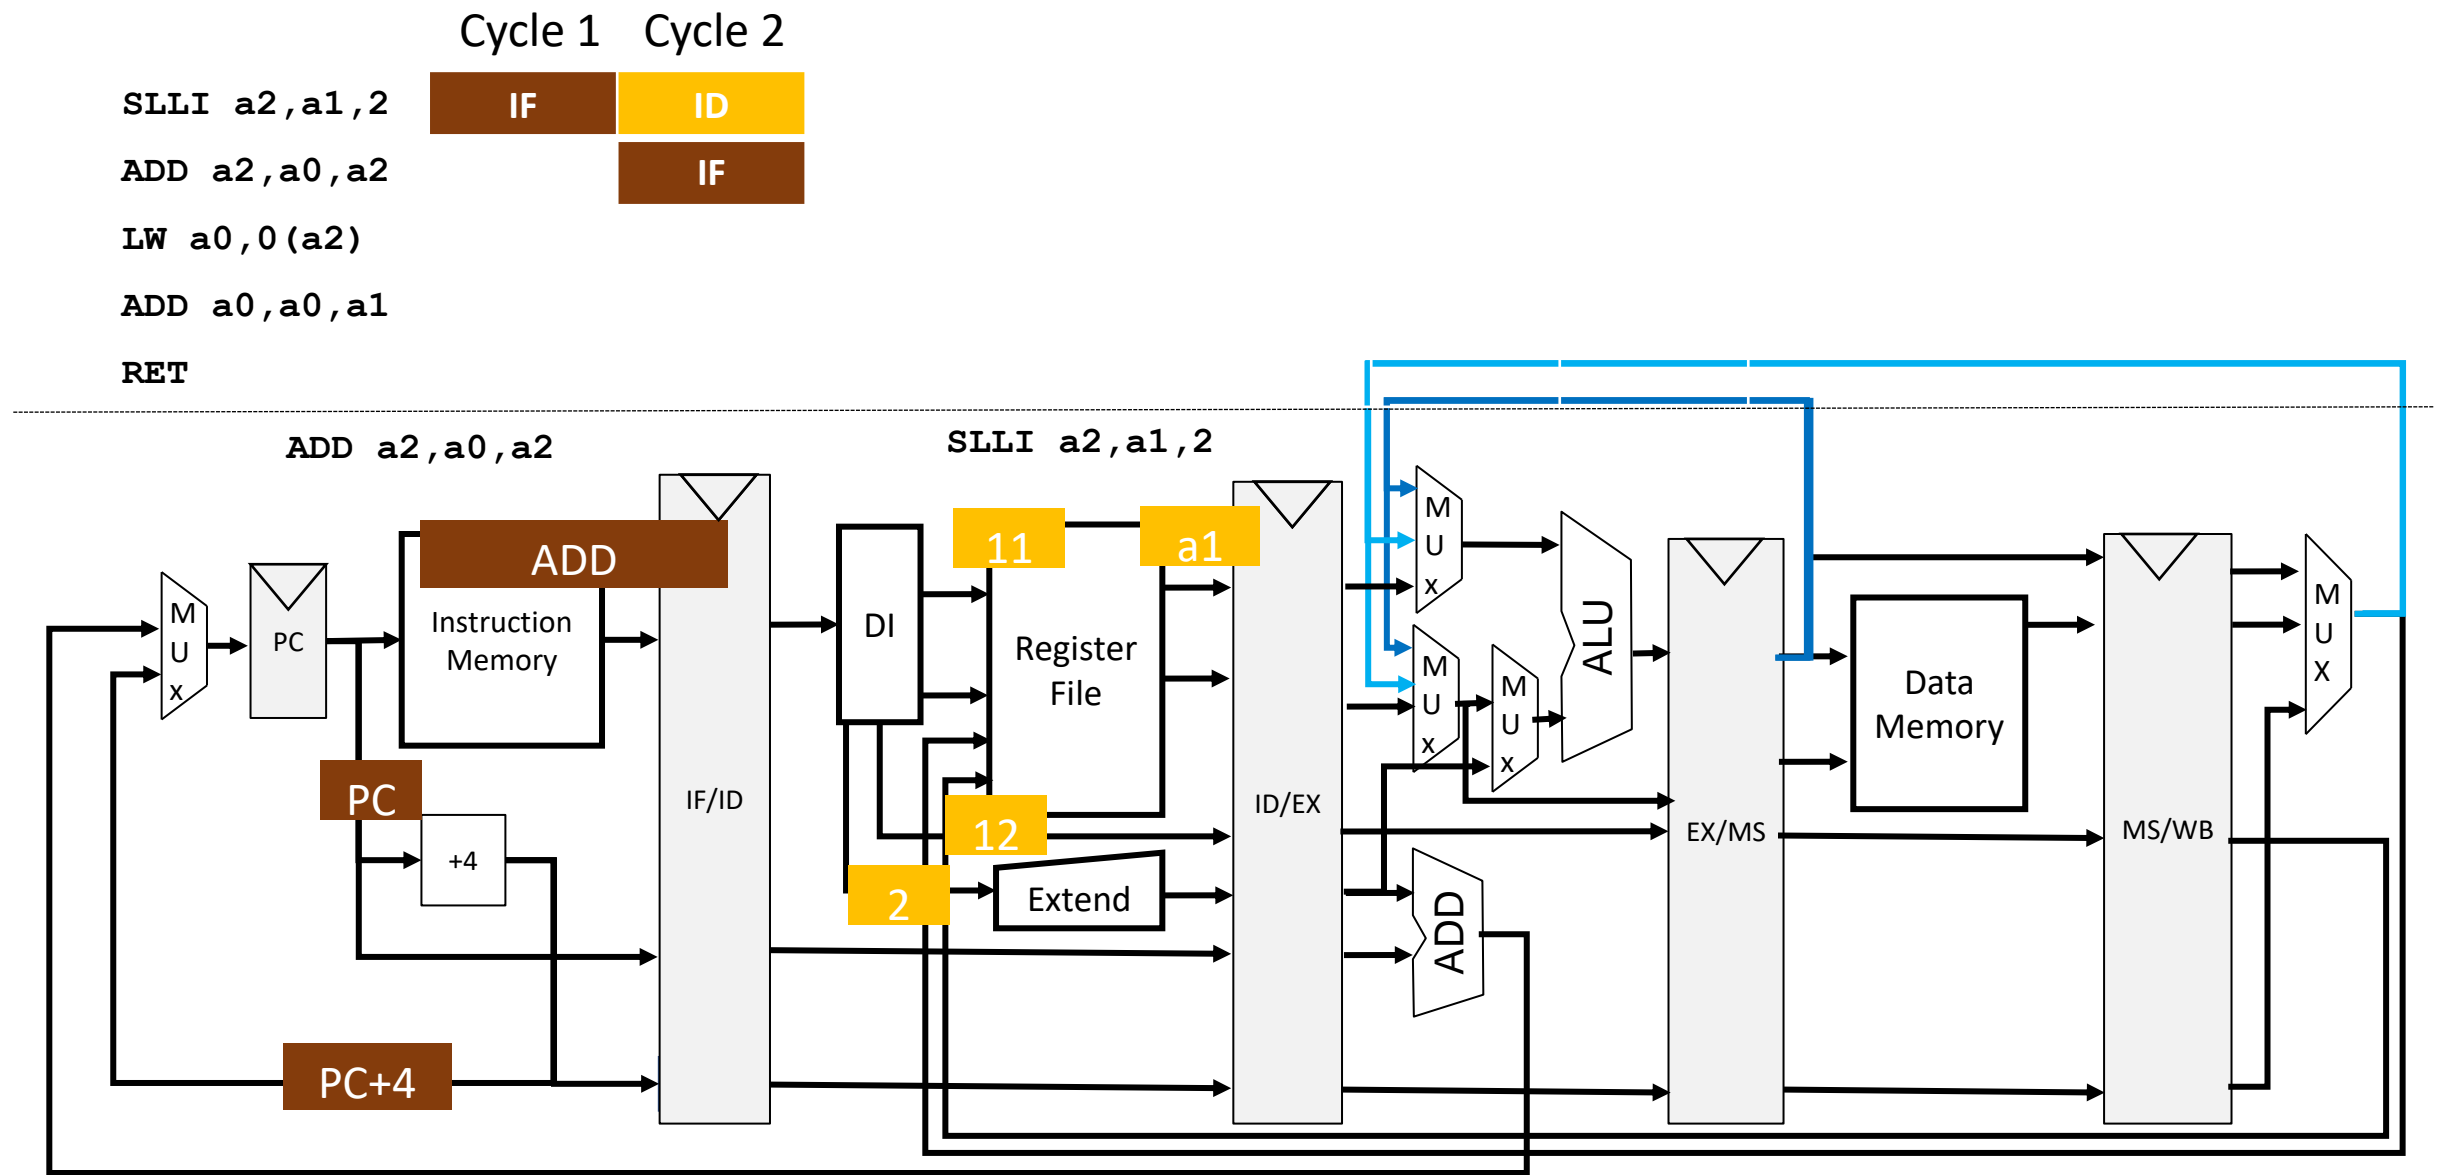 Cycle 1 Cycle 2
SLLI a2,a1,2 IF ID
ADD a2,a0,a2 IF
LW a0,0(a2)
ADD a0,a0,a1
RET
ADD a2,a0,a2
SLLI a2,a1,2
M
U
x
PC
ADD
Instruction
Memory
PC
+4
PC+4
IF/ID
DI
11
a1
Register
File
12
2
Extend
ID/EX
M
U
x
M
U
x
M
U
x
ALU
ADD
EX/MS
Data
Memory
MS/WB
M
U
X